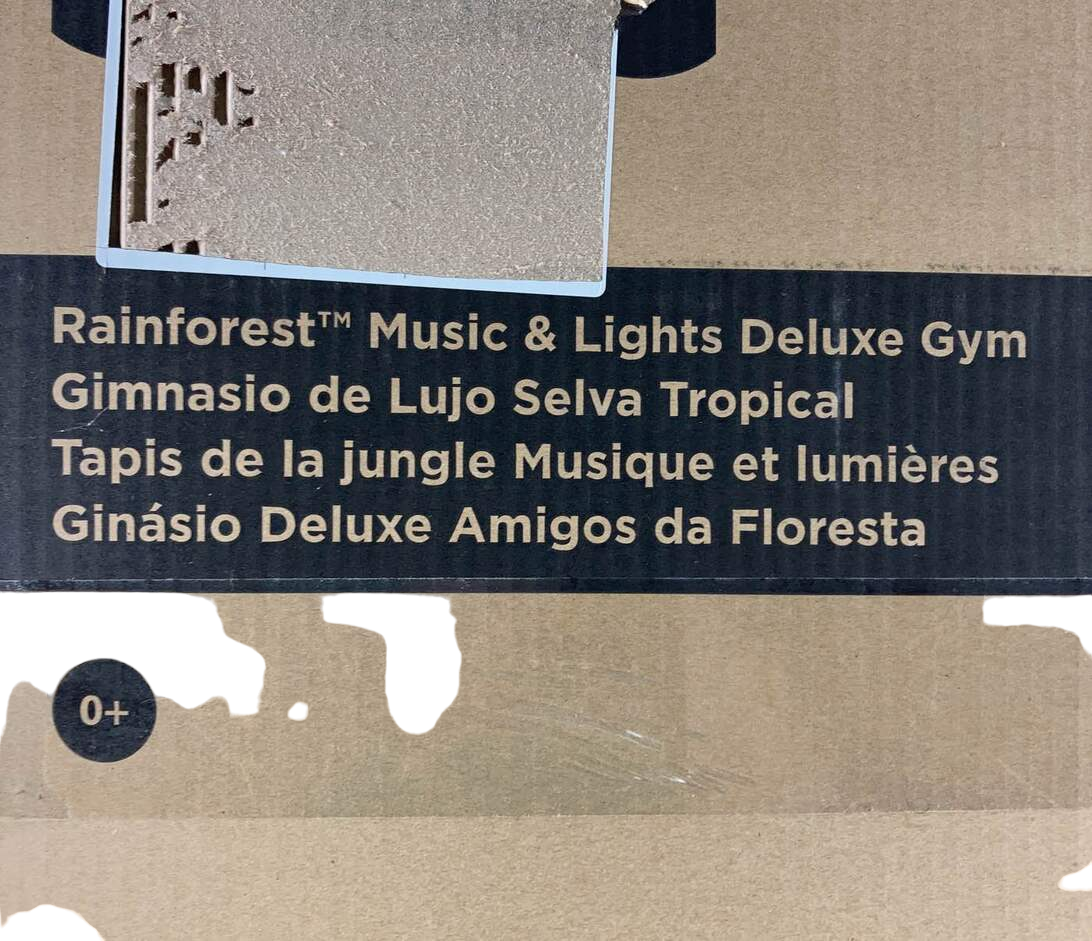 Rainforest™ Music & Lights Deluxe Gym
Gimnasio de Lujo Selva Tropical
Tapis de la jungle Musique et lumières
Ginásio Deluxe Amigos da Floresta
0+